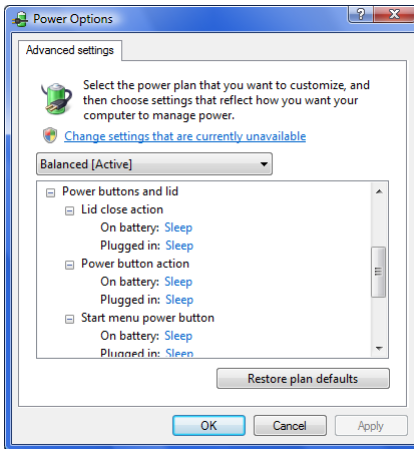 Power Options
Advanced settings
Select the power plan that you want to customize, and
then choose settings that reflect how you want your
computer to manage power.
Change settings that are currently unavailable
Balanced [Active]
Power buttons and lid
Lid close action
On battery: Sleep
Plugged in: Sleep
Power button action
On battery: Sleep
Plugged in: Sleep
Start menu power button
On battery: Sleep
Plugged in: Sleep
Restore plan defaults
OK
Cancel
Apply